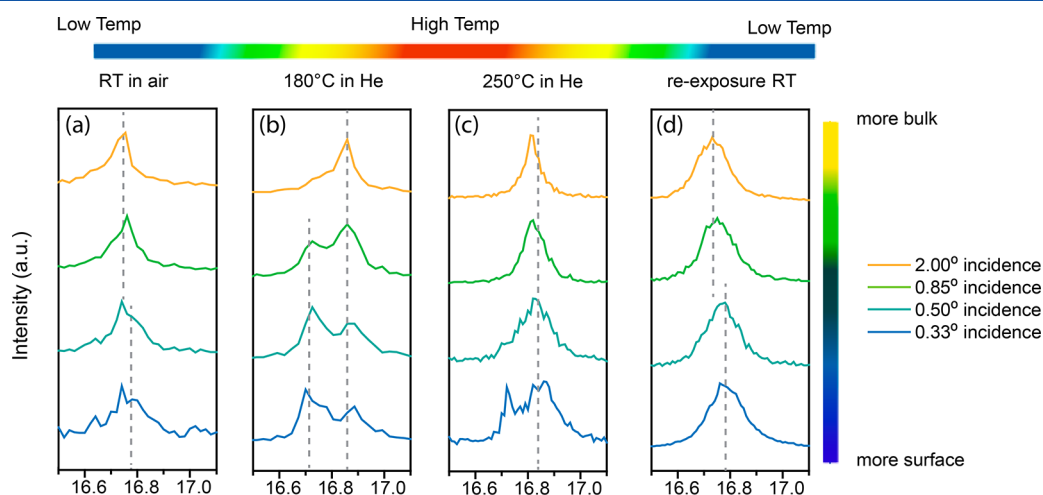 Low Temp
High Temp
Low Temp
RT in air
180°C in He
250°C in He
re-exposure RT
(a)
(b)
(c)
(d)
more bulk
Intensity (a.u.)
2.00° incidence
0.85° incidence
0.50° incidence
0.33° incidence
more surface
16.6 16.8 17.0
16.6 16.8 17.0
16.6 16.8 17.0
16.6 16.8 17.0